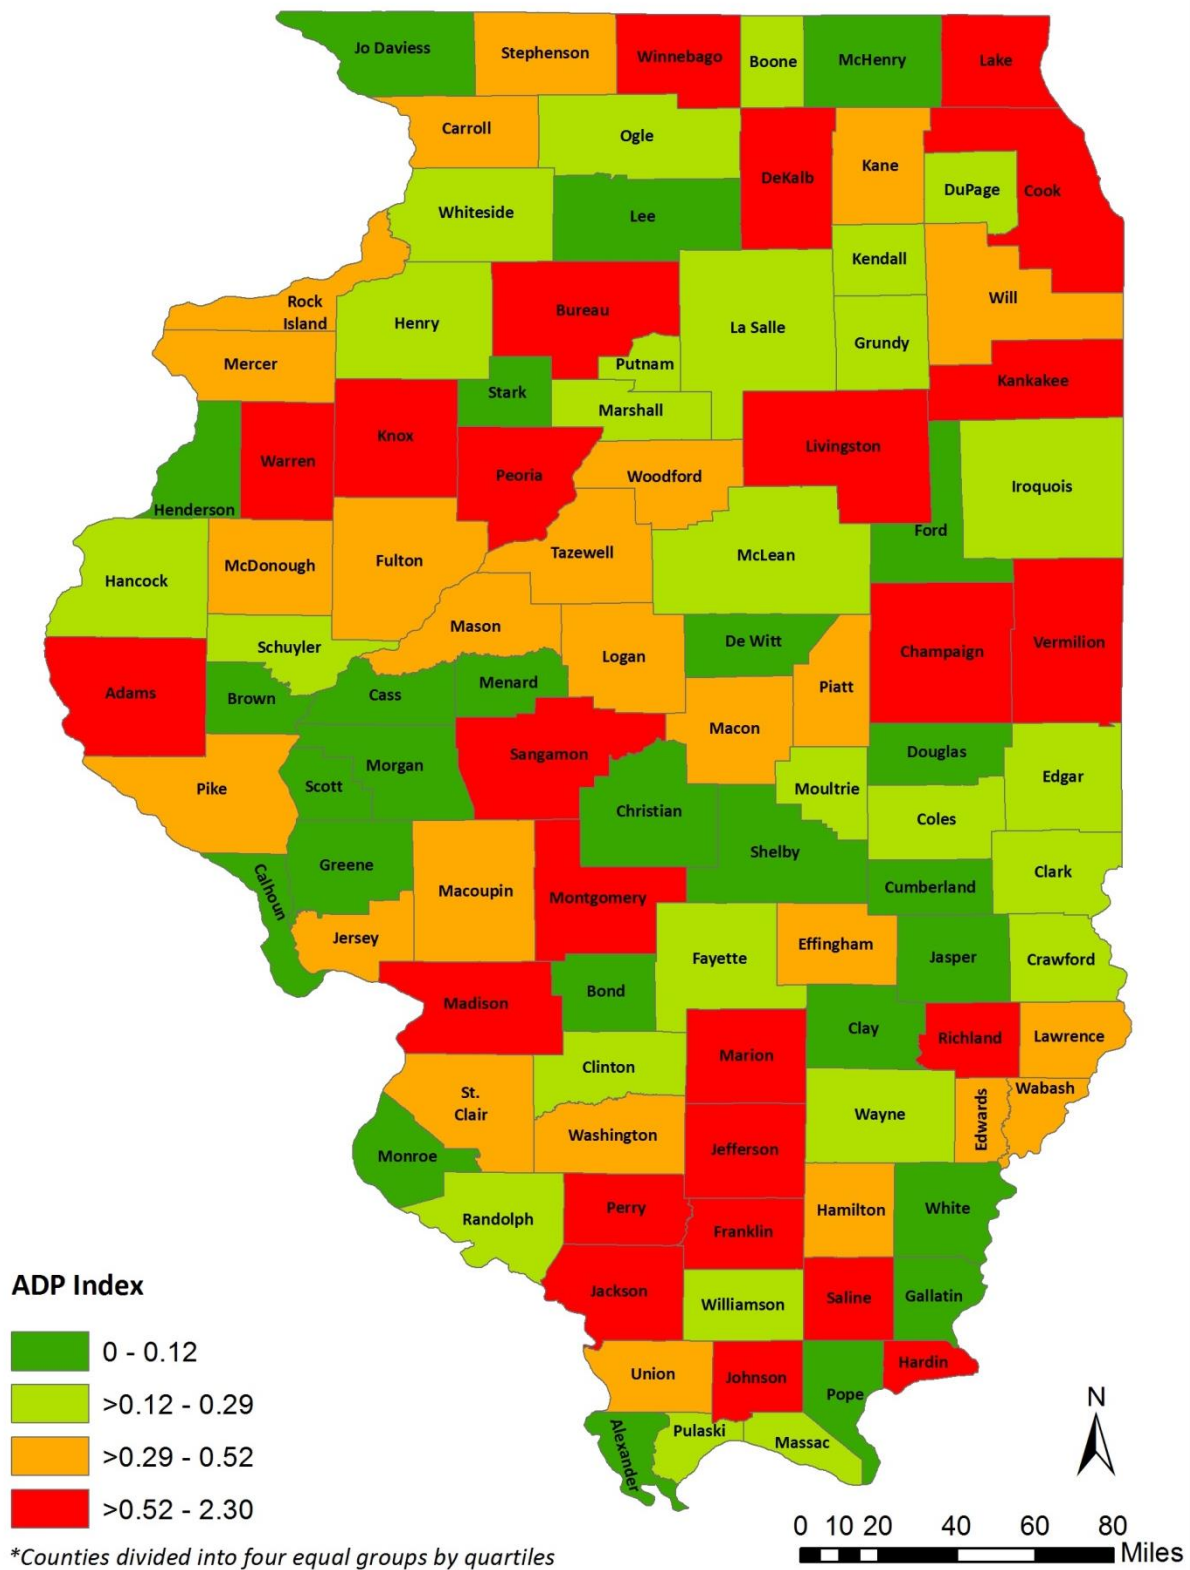 Jo Daviess
Stephenson
Winnebago
Boone
McHenry
Lake
Carroll
Ogle
DeKalb
Kane
DuPage
Cook
Whiteside
Lee
Kendall
Rock
Island
Henry
Bureau
La Salle
Grundy
Will
Mercer
Putnam
Kankakee
Stark
Marshall
Henderson
Warren
Knox
Peoria
Woodford
Livingston
Ford
Iroquois
Hancock
McDonough
Fulton
Tazewell
McLean
Schuyler
Mason
Logan
De Witt
Piatt
Champaign
Vermilion
Adams
Brown
Cass
Menard
Macon
Pike
Scott
Morgan
Sangamon
Christian
Moultrie
Douglas
Edgar
Coles
Shelby
Calhoun
Greene
Macoupin
Montgomery
Cumberland
Clark
Jersey
Fayette
Effingham
Jasper
Crawford
Madison
Bond
Clay
Richland
Lawrence
Clinton
Marion
St.
Clair
Washington
Wayne
Edwards
Wabash
Monroe
Jefferson
Randolph
Perry
Franklin
Hamilton
White
Jackson
Williamson
Saline
Gallatin
Union
Johnson
Pope
Hardin
Alexander
Pulaski
Massac
ADP Index
0 - 0.12
>0.12 - 0.29
>0.29 - 0.52
>0.52 - 2.30
*Counties divided into four equal groups by quartiles
N
0 10 20 40 60 80
Miles